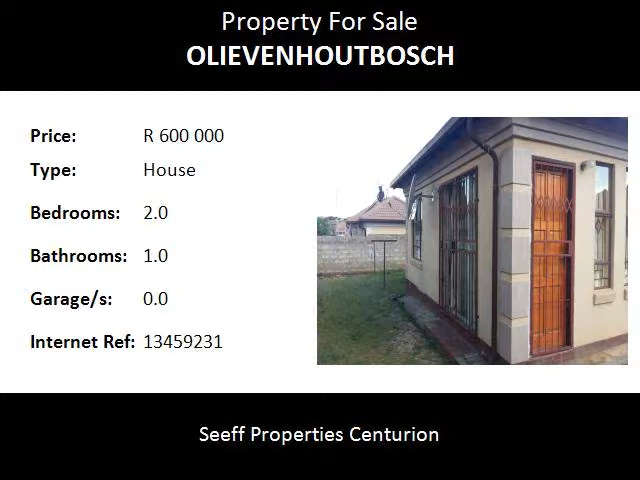 Property For Sale
OLIEVENHOUTBOSCH
Price: R 600 000
Type: House
Bedrooms: 2.0
Bathrooms: 1.0
Garage/s: 0.0
Internet Ref: 13459231
Seeff Properties Centurion